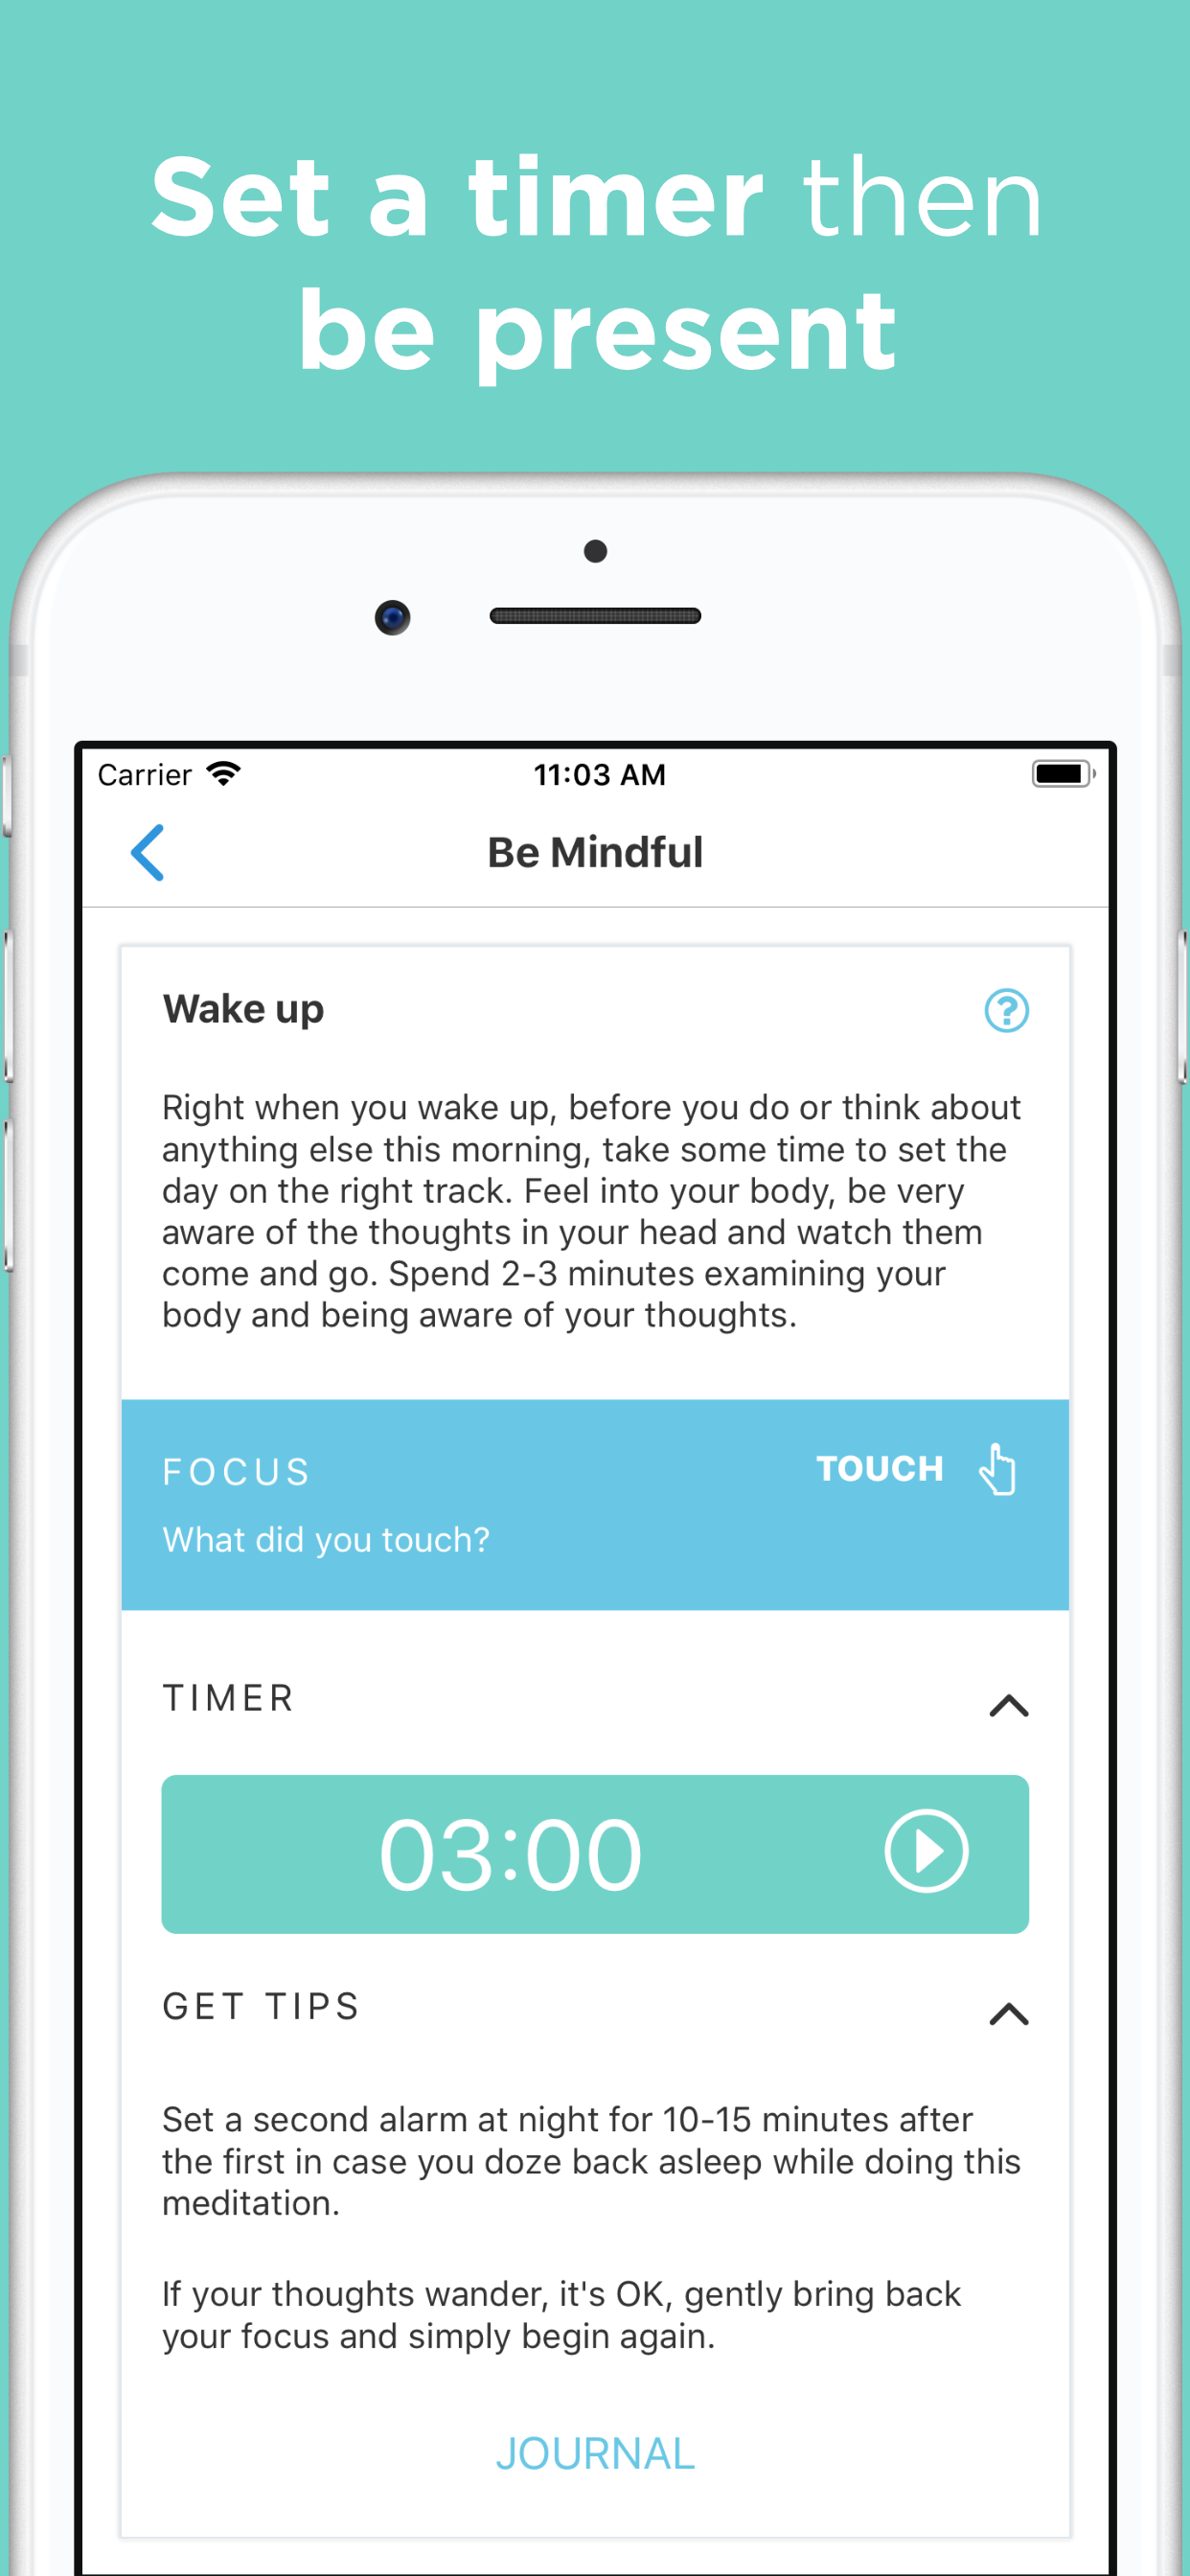 Set a timer then
be present
Carrier
11:03 AM
Be Mindful
Wake up
?
Right when you wake up, before you do or think about
anything else this morning, take some time to set the
day on the right track. Feel into your body, be very
aware of the thoughts in your head and watch them
come and go. Spend 2-3 minutes examining your
body and being aware of your thoughts.
FOCUS
TOUCH
What did you touch?
TIMER
03:00
GET TIPS
Set a second alarm at night for 10-15 minutes after
the first in case you doze back asleep while doing this
meditation.
If your thoughts wander, it's OK, gently bring back
your focus and simply begin again.
JOURNAL